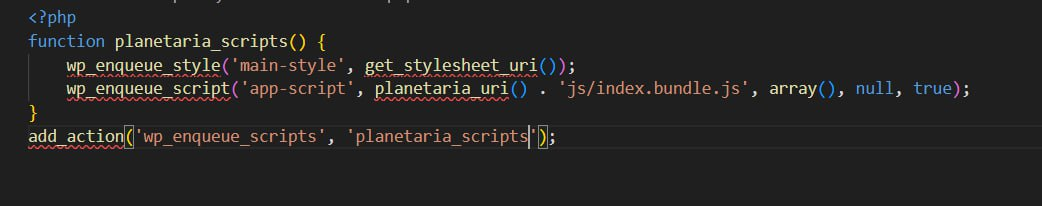 <?php
function planetaria_scripts() {
    wp_enqueue_style('main-style', get_stylesheet_uri());
    wp_enqueue_script('app-script', planetaria_uri() . 'js/index.bundle.js', array(), null, true);
}
add_action('wp_enqueue_scripts', 'planetaria_scripts');